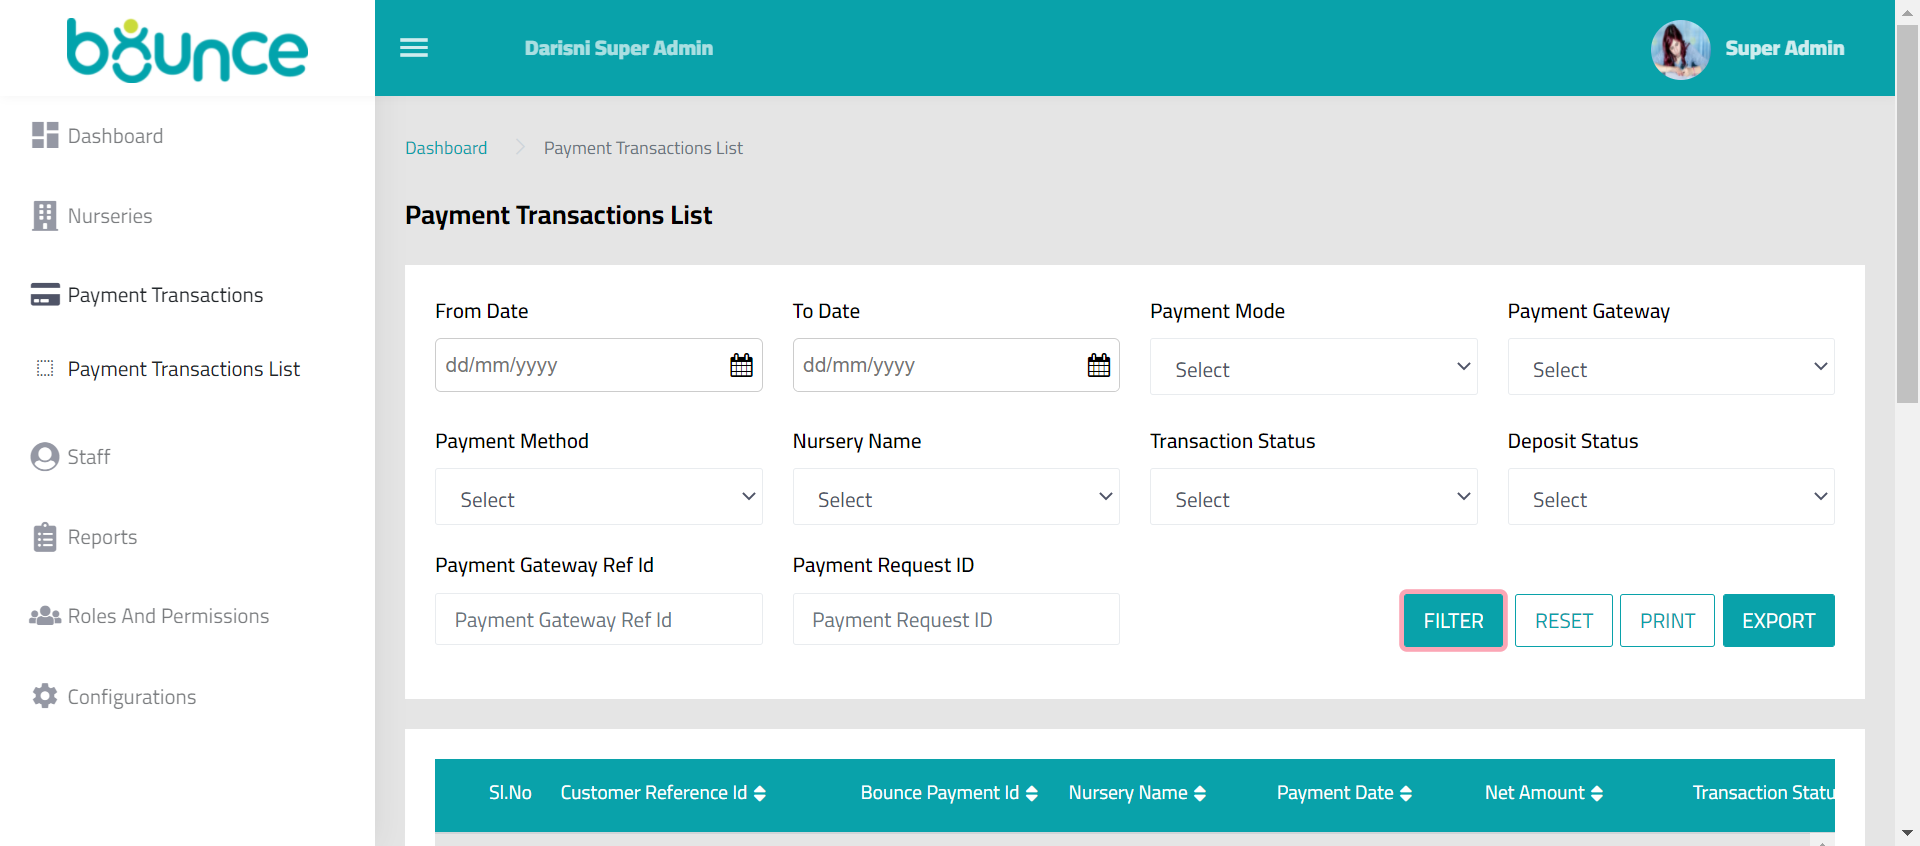 bounce
Darisni Super Admin
Super Admin
Dashboard
Nurseries
Payment Transactions
Payment Transactions List
Staff
Reports
Roles And Permissions
Configurations
Dashboard
Payment Transactions List
Payment Transactions List
From Date
To Date
Payment Mode
Payment Gateway
dd/mm/yyyy
dd/mm/yyyy
Select
Select
Payment Method
Nursery Name
Transaction Status
Deposit Status
Select
Select
Select
Select
Payment Gateway Ref Id
Payment Request ID
Payment Gateway Ref Id
Payment Request ID
FILTER
RESET
PRINT
EXPORT
Sl.No
Customer Reference Id
Bounce Payment Id
Nursery Name
Payment Date
Net Amount
Transaction Statu